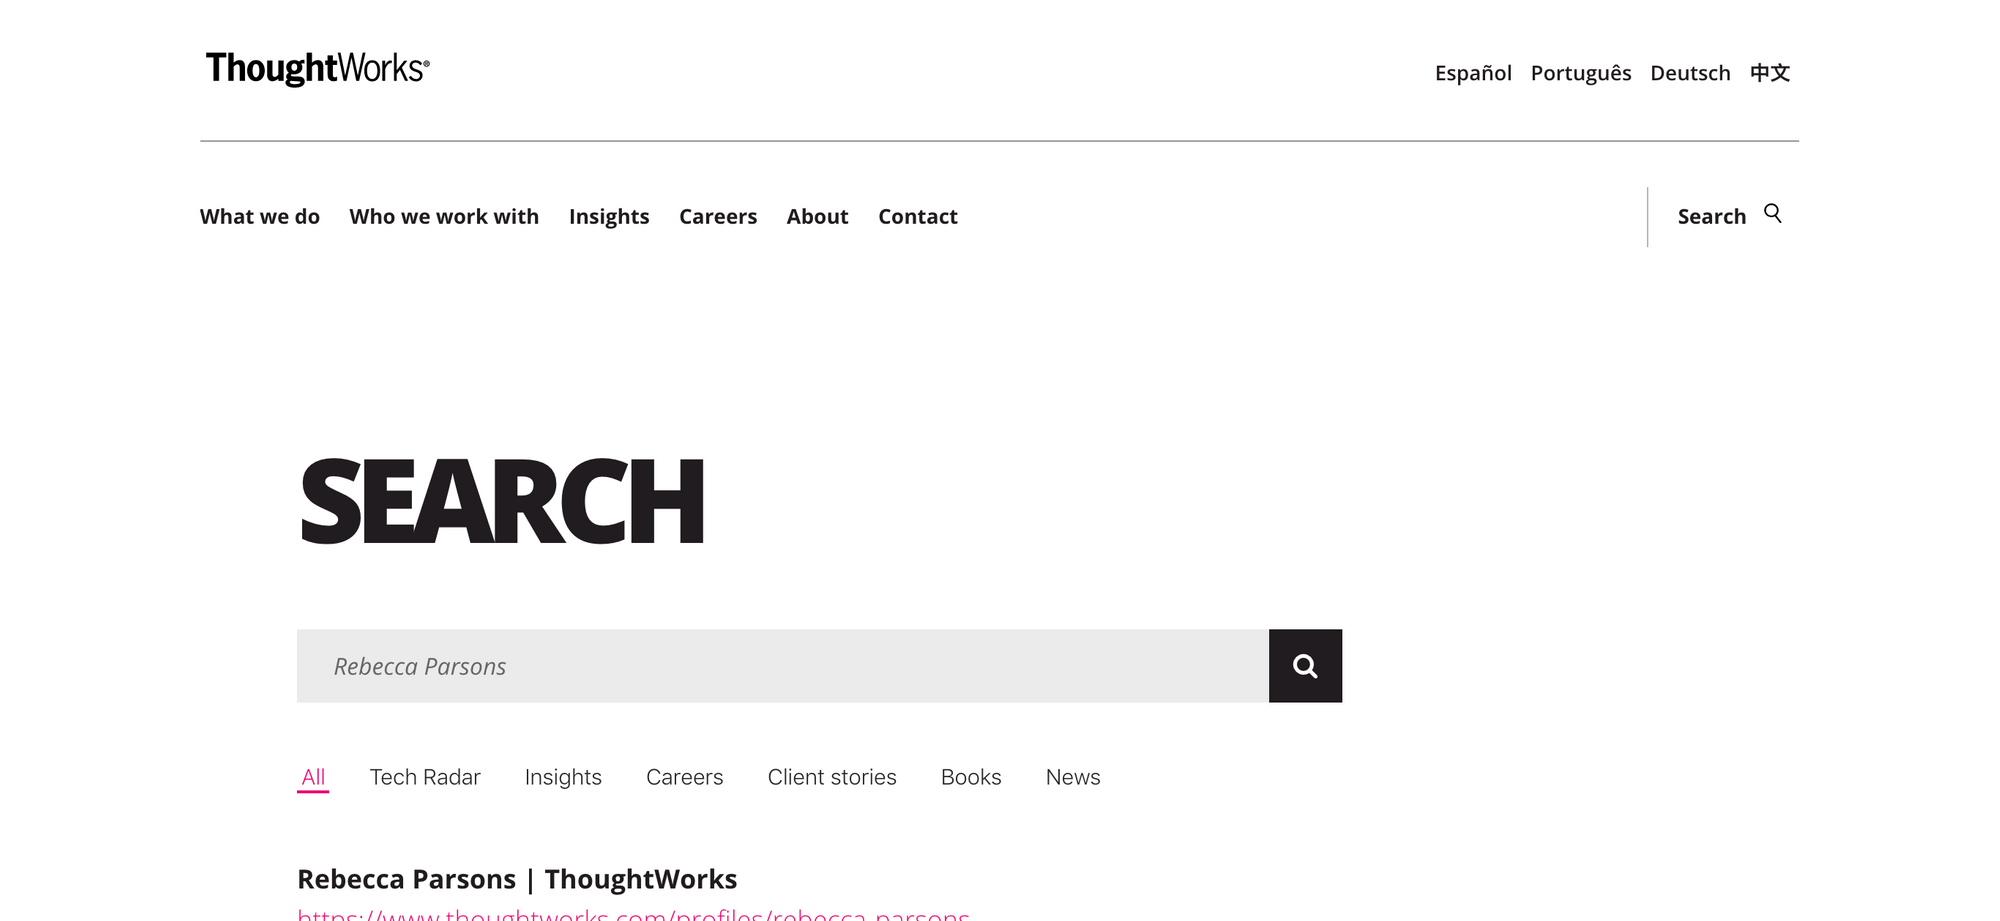 ThoughtWorks®
Español Português Deutsch 中文
What we do Who we work with Insights Careers About Contact Search
SEARCH
Rebecca Parsons
All Tech Radar Insights Careers Client stories Books News
Rebecca Parsons | ThoughtWorks
https://www.thoughtworks.com/profiles/rebecca-parsons